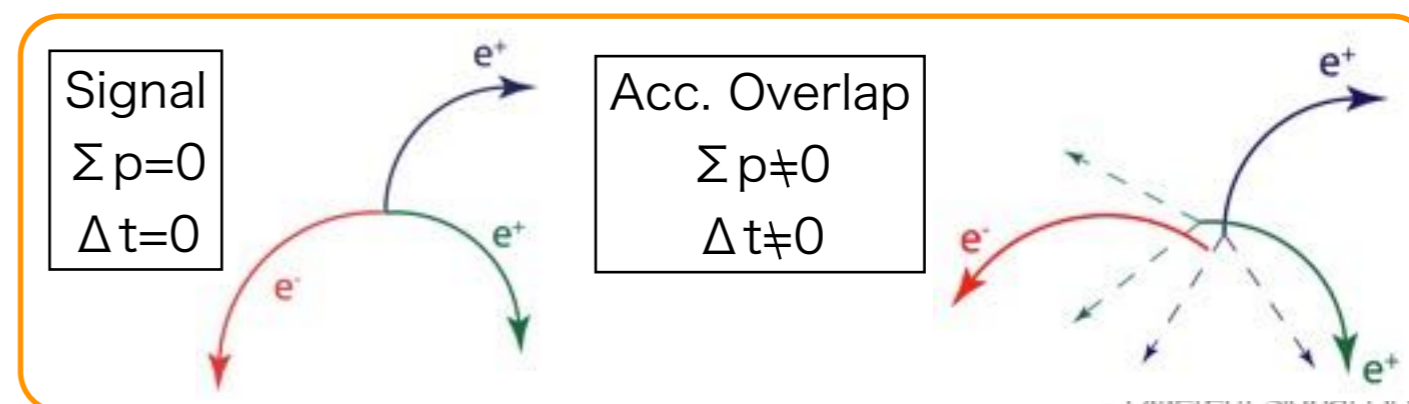 Signal
Σp=0
Δt=0
e⁺
e⁺
e⁻
Acc. Overlap
Σp≠0
Δt≠0
e⁺
e⁻
e⁺